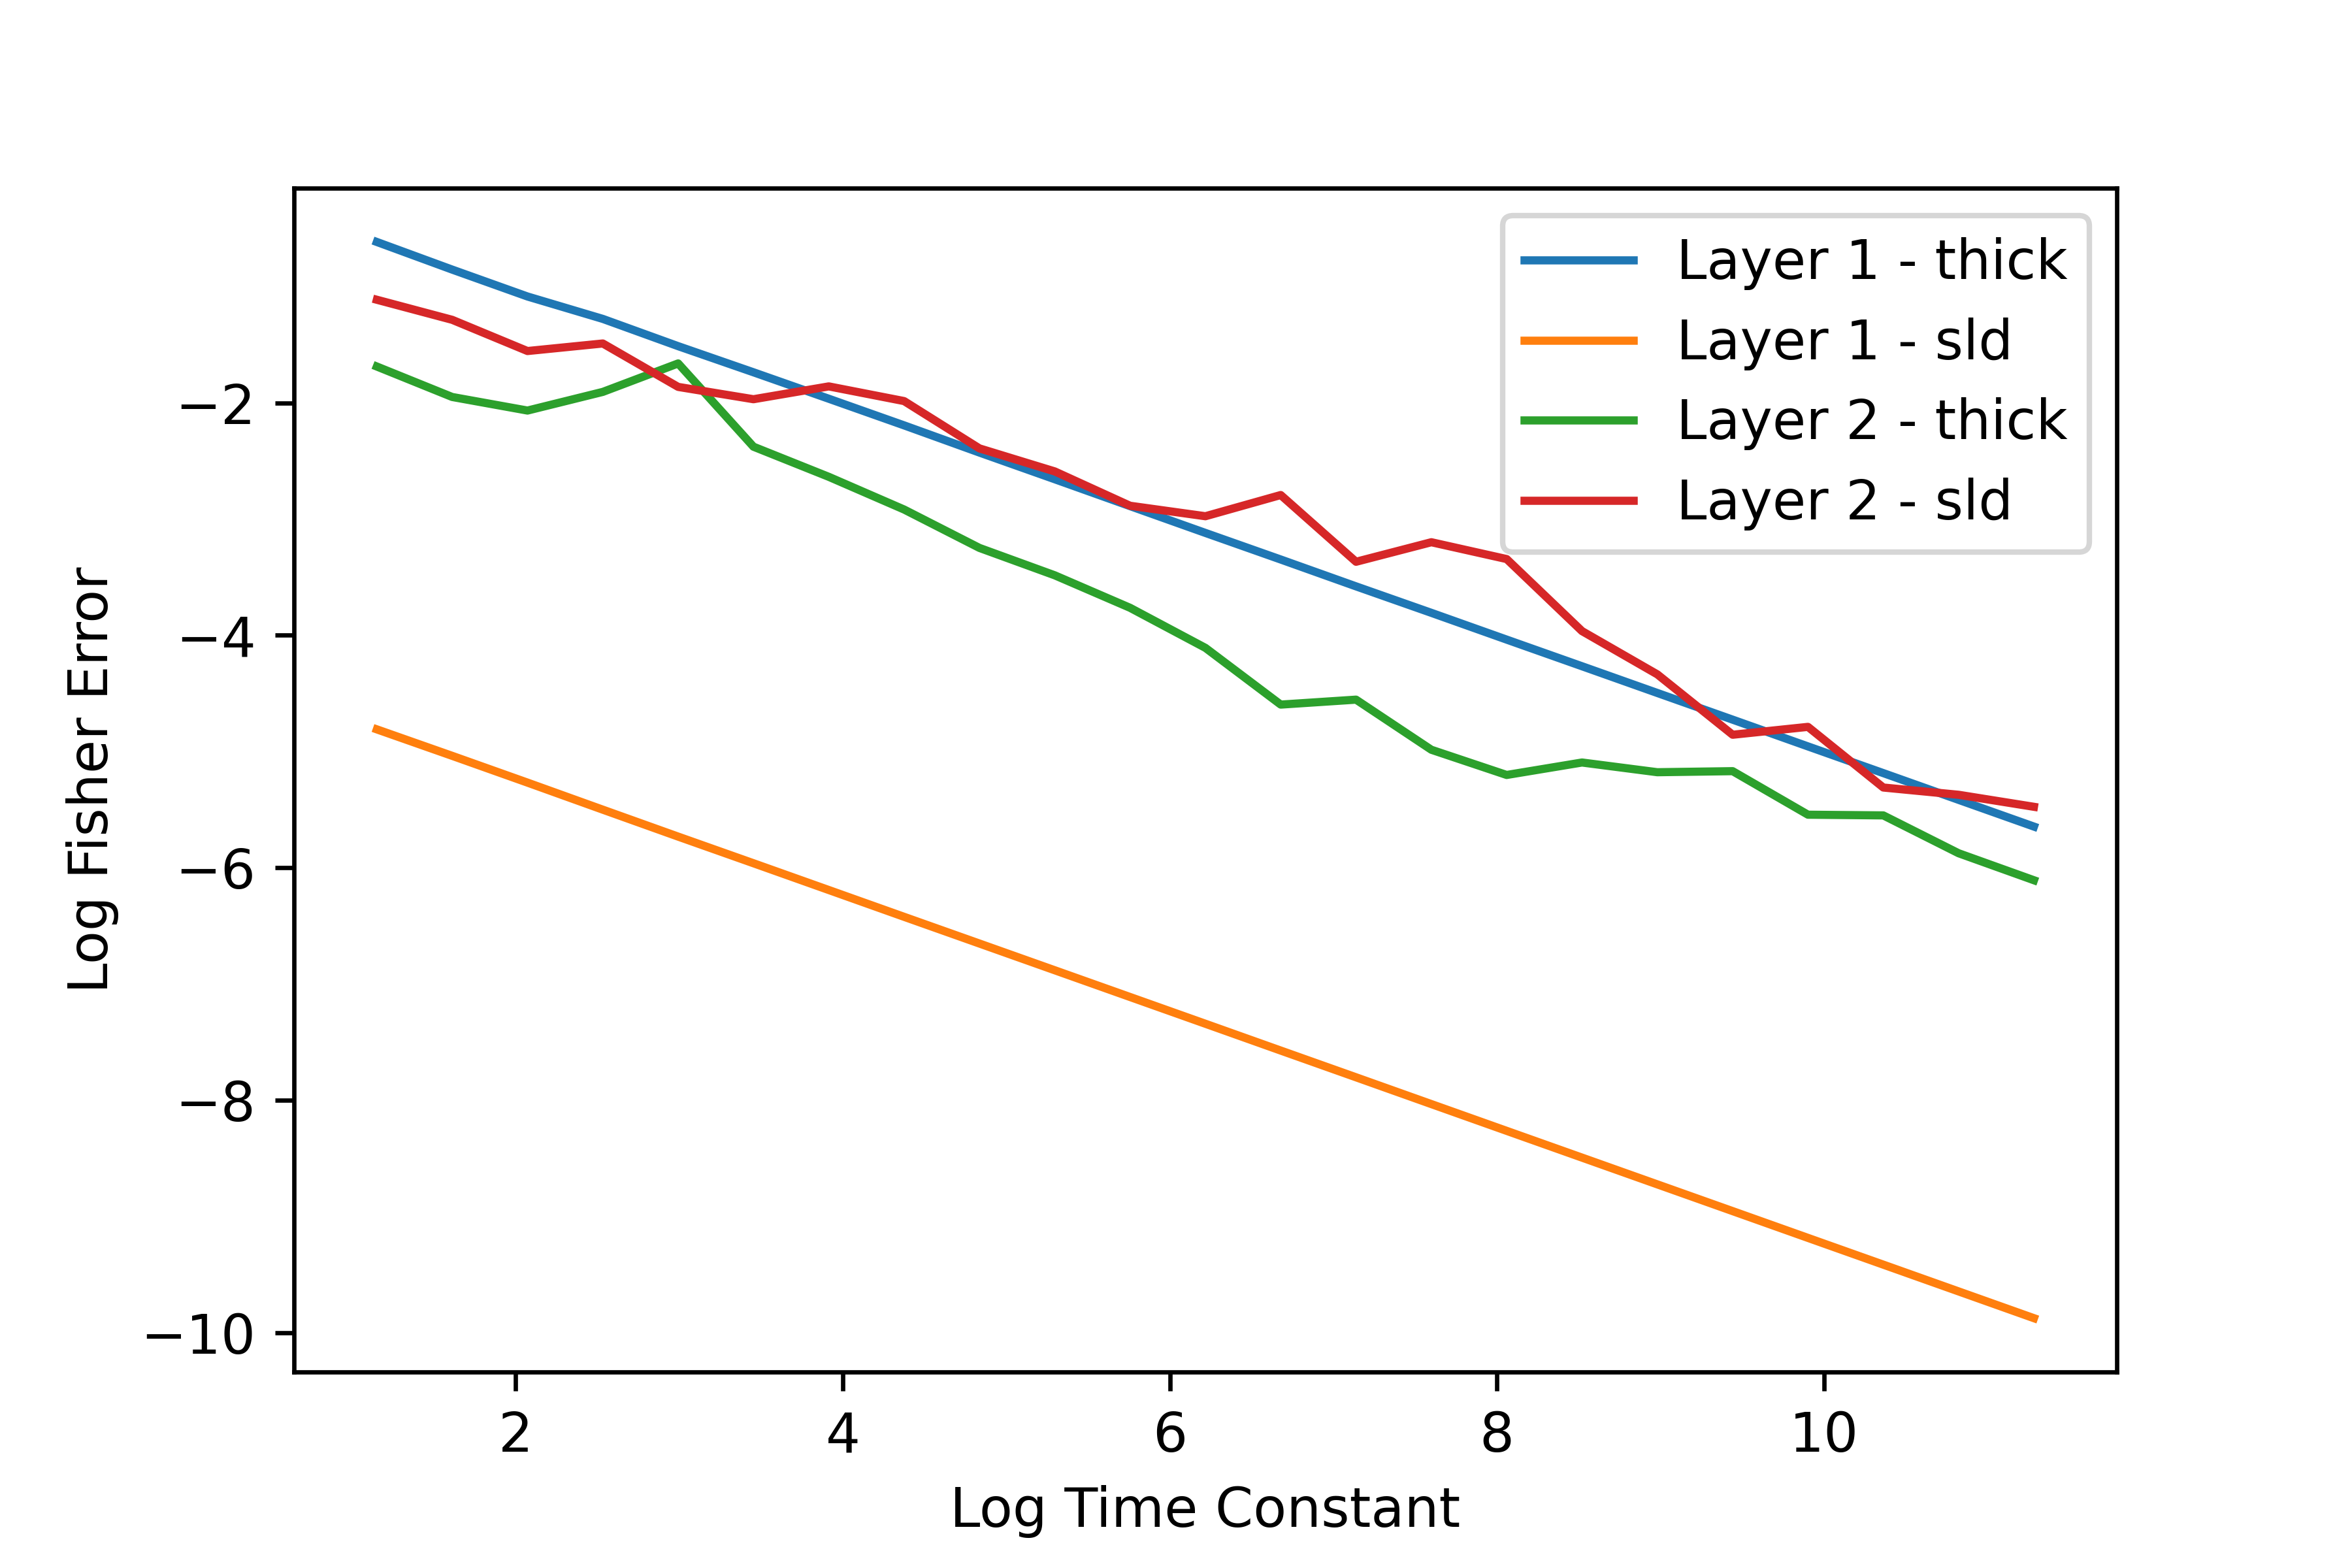 Layer 1 - thick
Layer 1 - sld
Layer 2 - thick
Layer 2 - sld
−2
−4
−6
−8
−10
Log Fisher Error
2 4 6 8 10
Log Time Constant